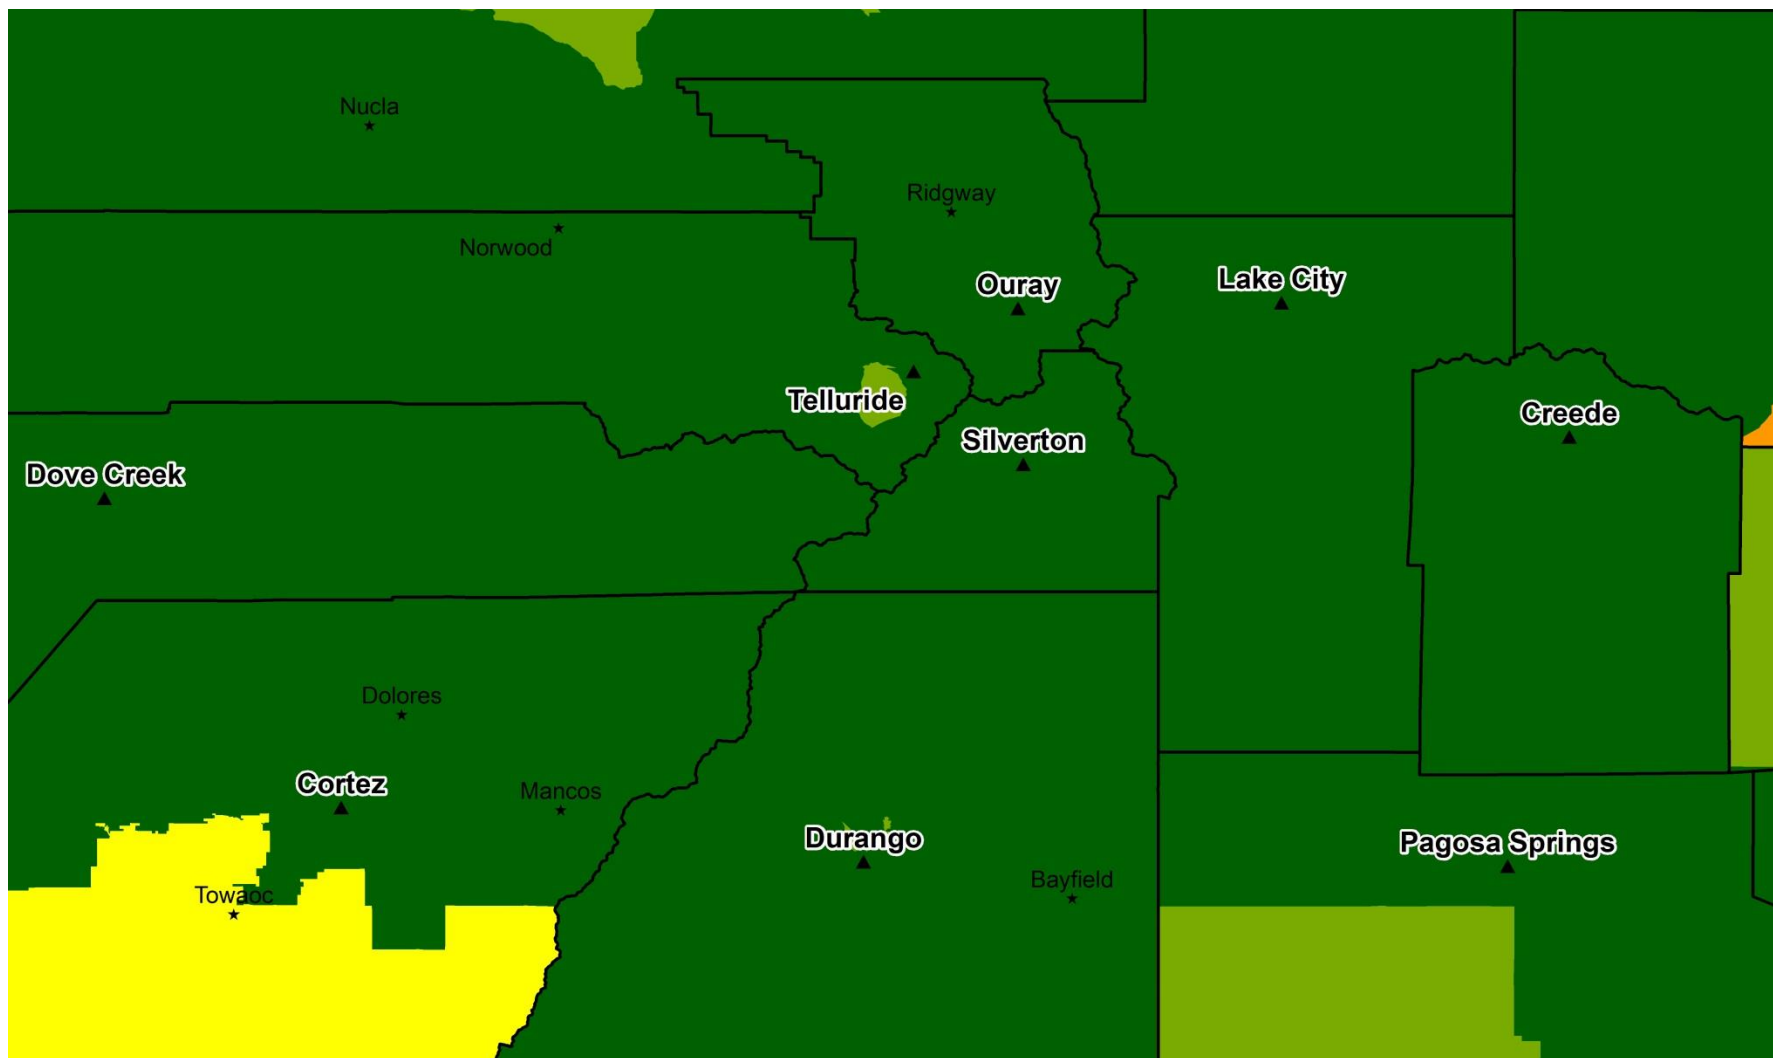 Nucla
Ridgway
Norwood
Ouray
Lake City
Telluride
Creede
Silverton
Dove Creek
Dolores
Cortez
Mancos
Durango
Pagosa Springs
Bayfield
Towaoc